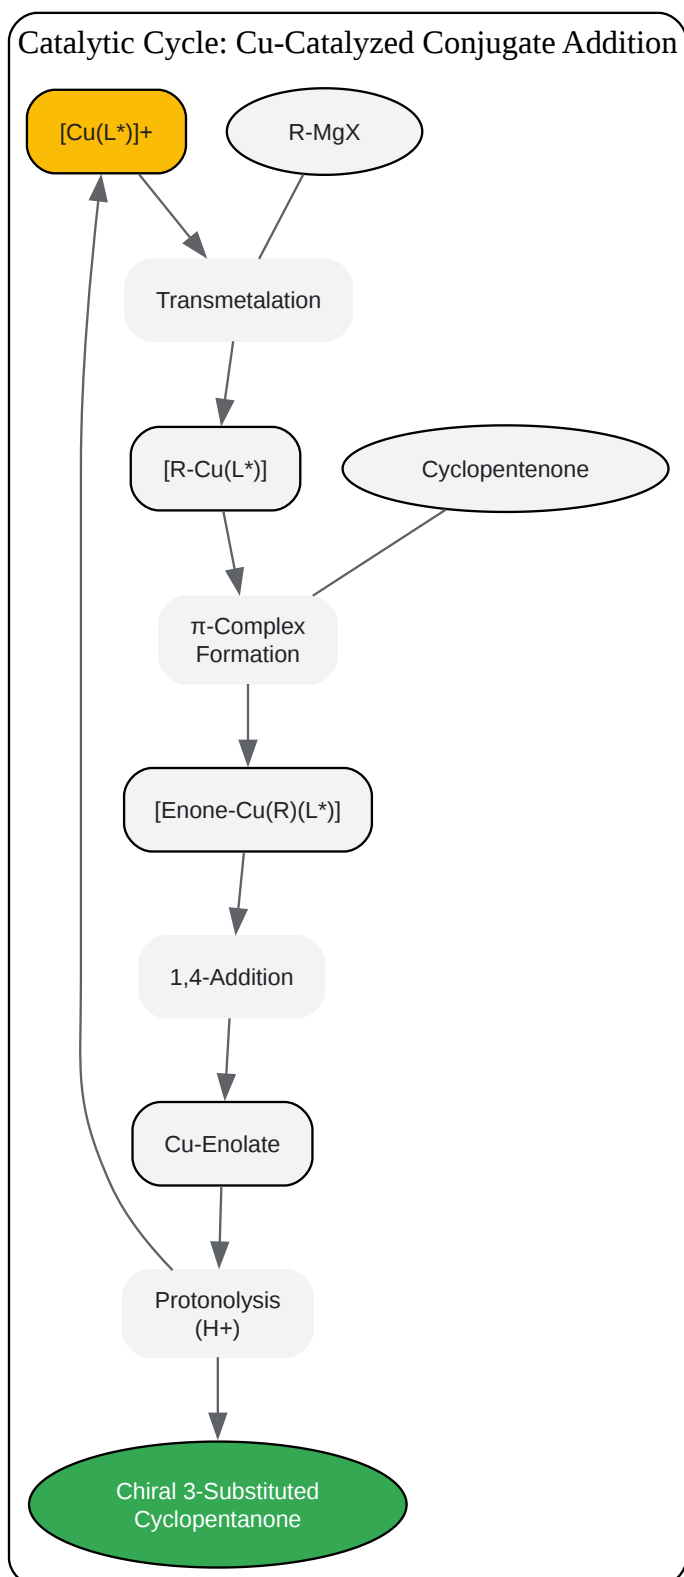 Catalytic Cycle: Cu-Catalyzed Conjugate Addition
[Cu(L*)]+
R-MgX
Transmetalation
[R-Cu(L*)]
Cyclopentenone
π-Complex
Formation
[Enone-Cu(R)(L*)]
1,4-Addition
Cu-Enolate
Protonolysis
(H+)
Chiral 3-Substituted
Cyclopentanone